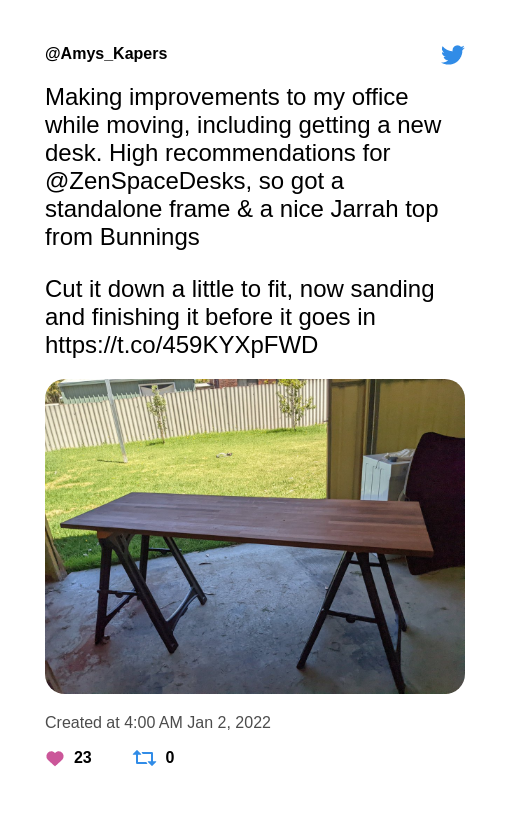 @Amys_Kapers
Making improvements to my office
while moving, including getting a new
desk. High recommendations for
@ZenSpaceDesks, so got a
standalone frame & a nice Jarrah top
from Bunnings
Cut it down a little to fit, now sanding
and finishing it before it goes in
https://t.co/459KYXpFWD
Created at 4:00 AM Jan 2, 2022
23
0